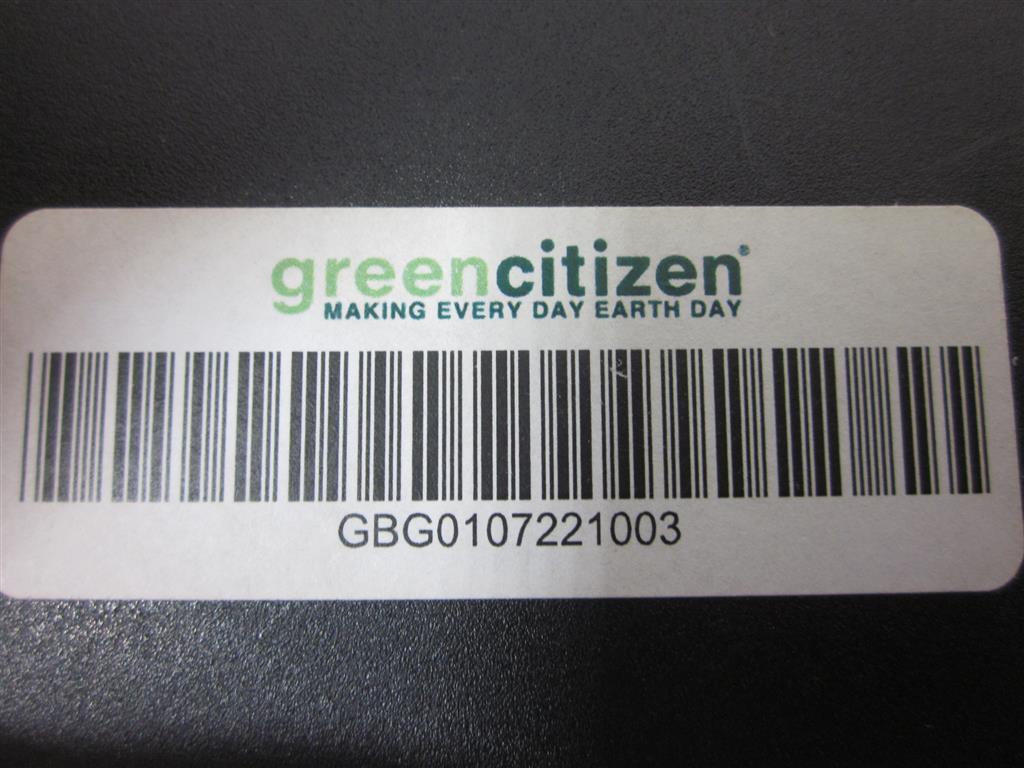 greencitizen®
MAKING EVERY DAY EARTH DAY
GBG0107221003